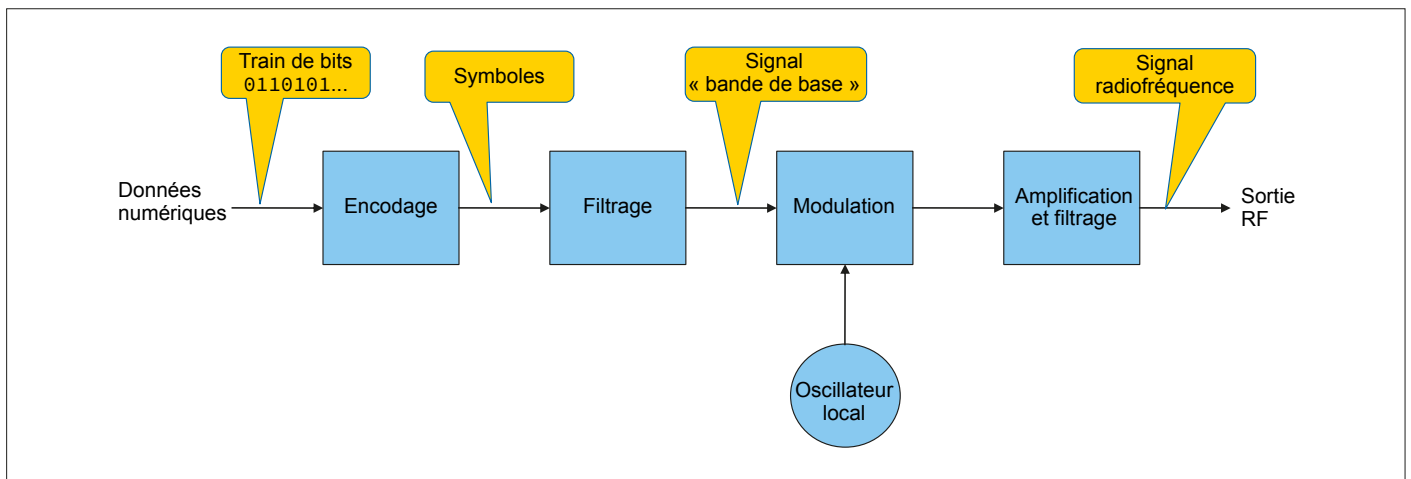 Train de bits
0110101...
Symboles
Signal
« bande de base »
Signal
radiofréquence
Données
numériques
Encodage
Filtrage
Modulation
Amplification
et filtrage
Sortie
RF
Oscillateur
local